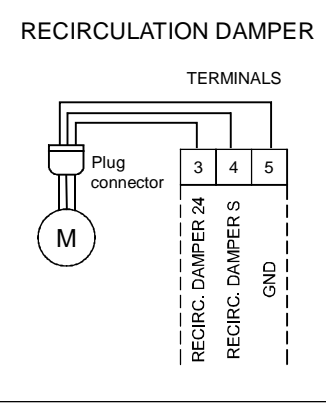 RECIRCULATION DAMPER
TERMINALS
Plug
connector
3 4 5
M
RECIRC. DAMPER 24
RECIRC. DAMPER S
GND